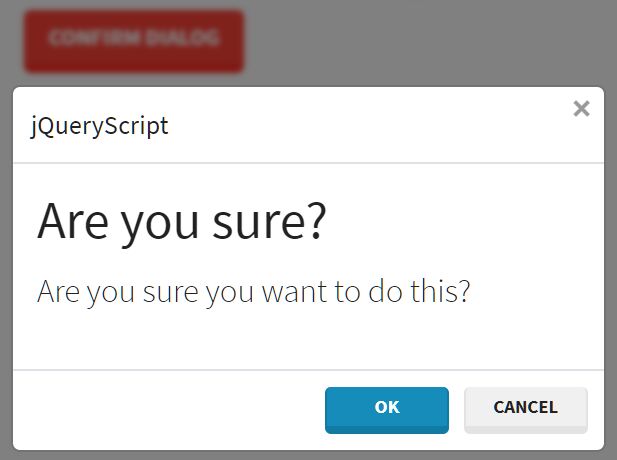 CONFIRM DIALOG
jQueryScript
×
Are you sure?
Are you sure you want to do this?
OK
CANCEL